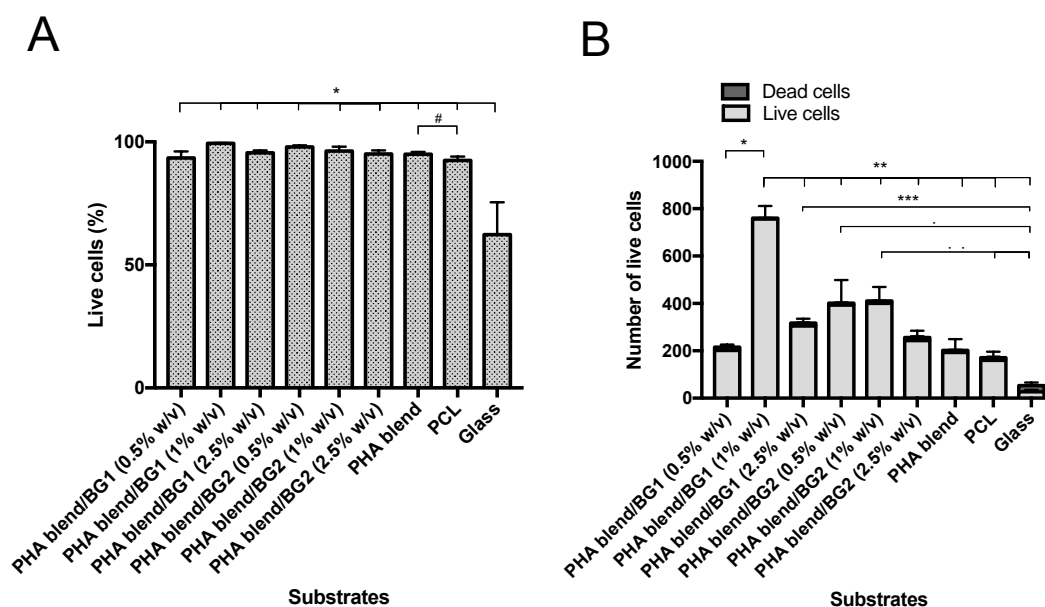 A
*
#
100
50
0
Live cells (%)
PHA blend/BG1 (0.5% w/v)
PHA blend/BG1 (1% w/v)
PHA blend/BG1 (2.5% w/v)
PHA blend/BG2 (0.5% w/v)
PHA blend/BG2 (1% w/v)
PHA blend/BG2 (2.5% w/v)
PHA blend
PCL
Glass
Substrates
B
Dead cells
Live cells
*
**
***
1000
800
600
400
200
0
Number of live cells
PHA blend/BG1 (0.5% w/v)
PHA blend/BG1 (1% w/v)
PHA blend/BG1 (2.5% w/v)
PHA blend/BG2 (0.5% w/v)
PHA blend/BG2 (1% w/v)
PHA blend/BG2 (2.5% w/v)
PHA blend
PCL
Glass
Substrates